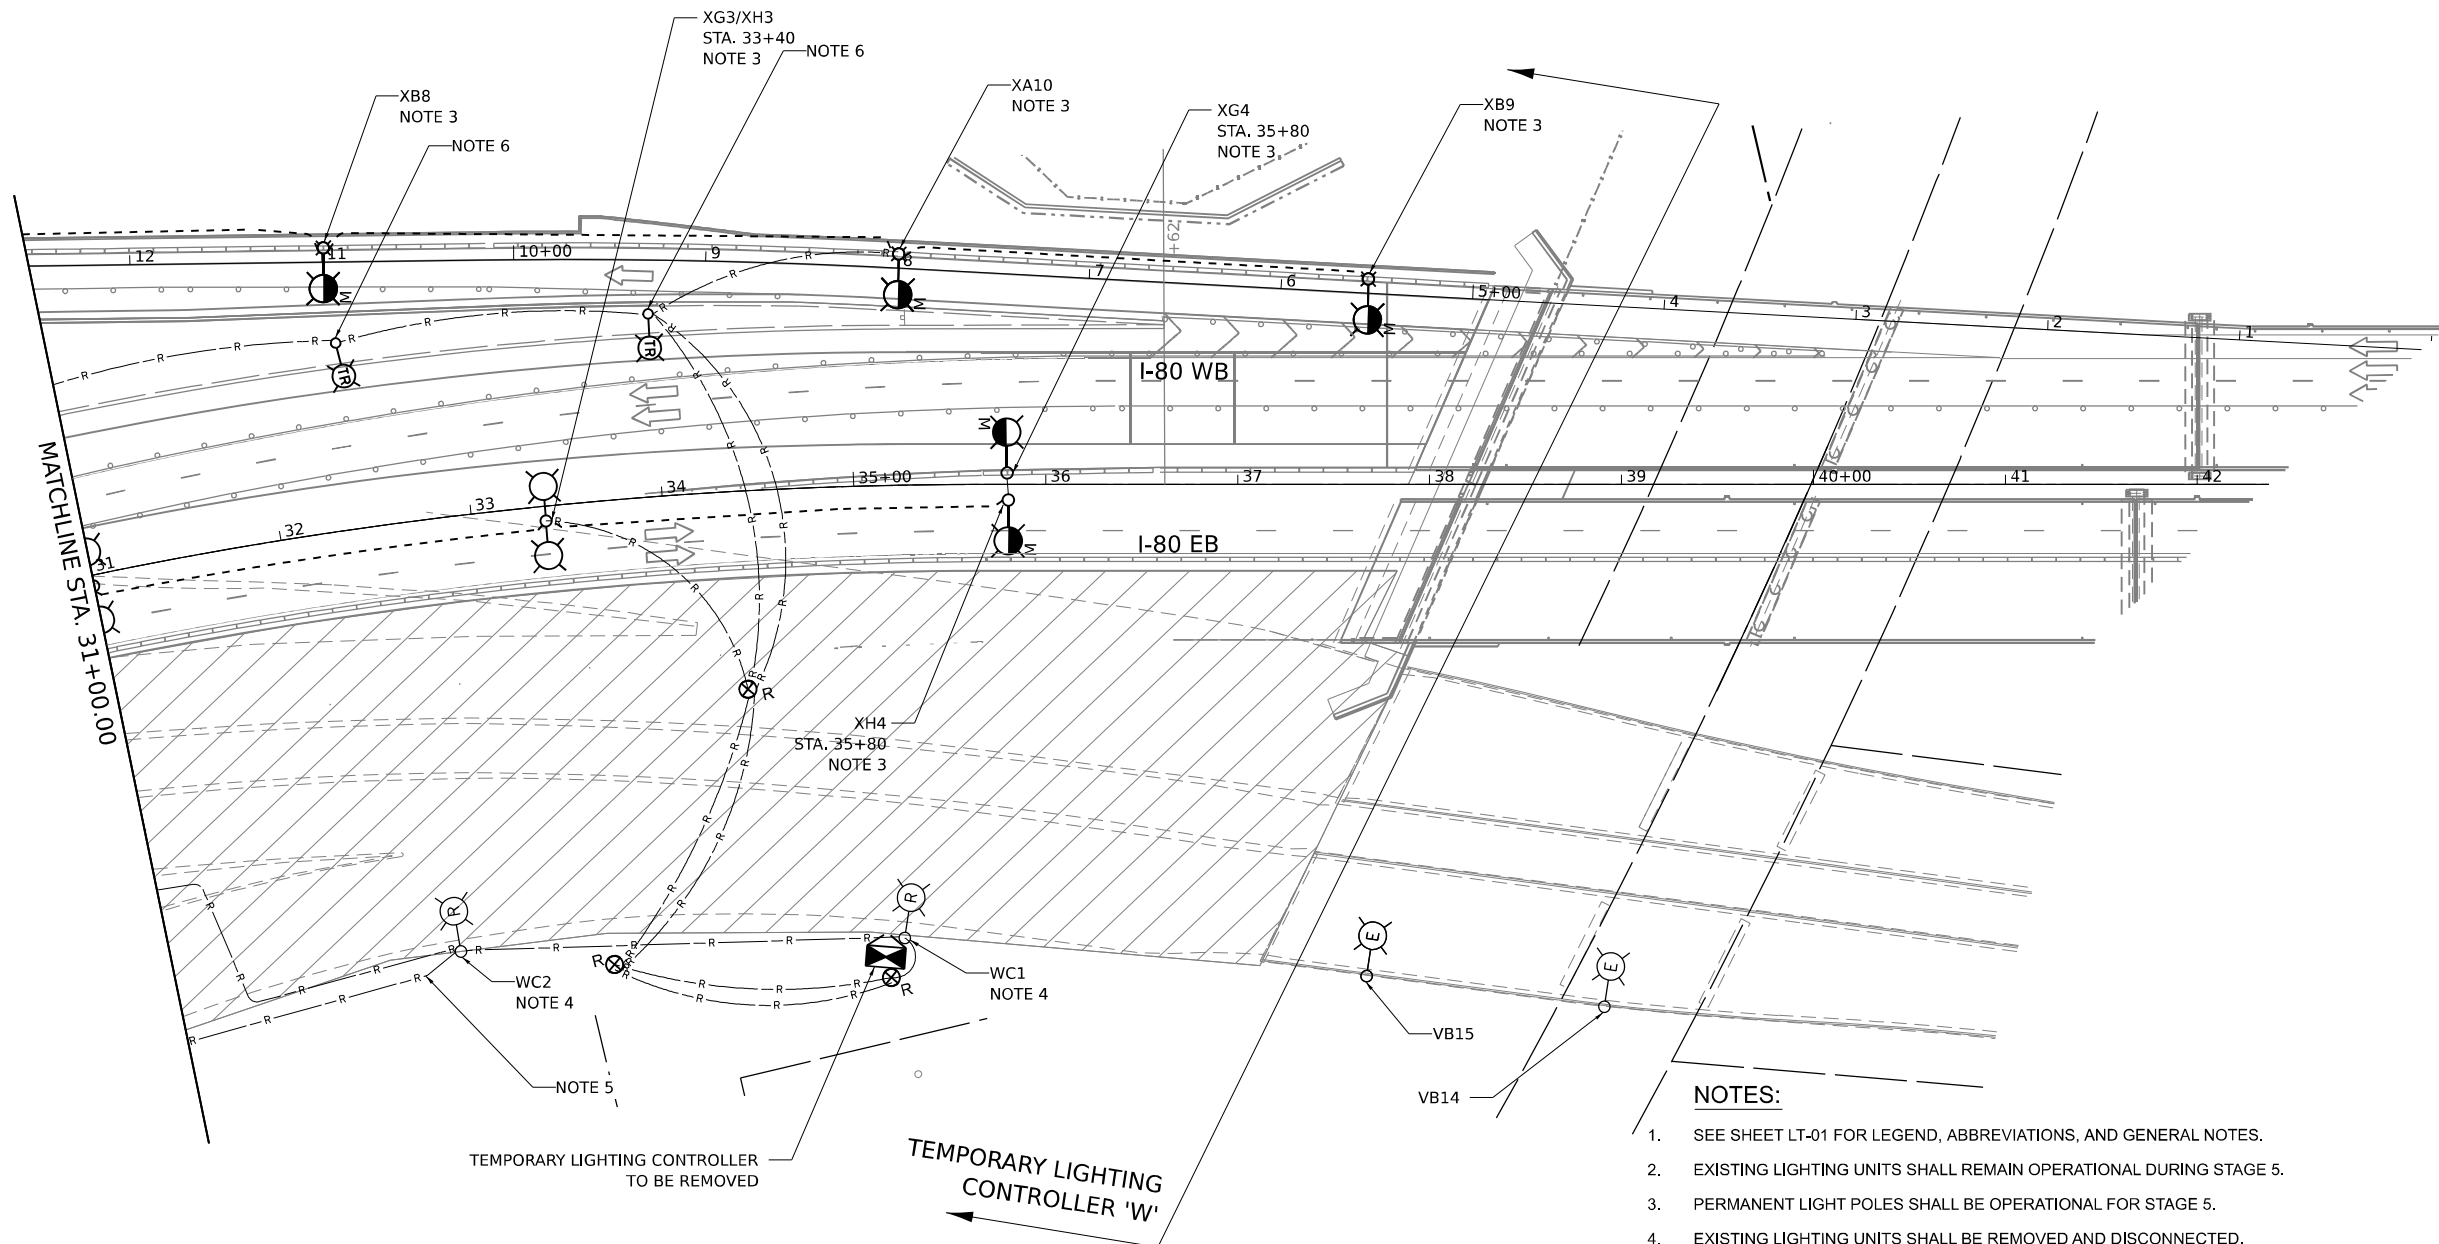 XG3/XH3
STA. 33+40
NOTE 3
NOTE 6
XB8
NOTE 3
NOTE 6
XA10
NOTE 3
XG4
STA. 35+80
NOTE 3
XB9
NOTE 3
+62
12
11
10+00
9
8
7
6
5+00
4
3
2
1
M
M
M
R
R
R
R
R
R
R
R
R
R
TR
TR
I-80 WB
M
31
32
33
34
35+00
36
37
38
39
40+00
41
42
M
I-80 EB
MATCHLINE STA. 31+00.00
R
R
R
R
R
R
R
R
XH4
STA. 35+80
NOTE 3
R
R
E
E
WC2
NOTE 4
WC1
NOTE 4
R
R
VB15
VB14
NOTE 5
TEMPORARY LIGHTING CONTROLLER
TO BE REMOVED
TEMPORARY LIGHTING
CONTROLLER 'W'
NOTES:
1. SEE SHEET LT-01 FOR LEGEND, ABBREVIATIONS, AND GENERAL NOTES.
2. EXISTING LIGHTING UNITS SHALL REMAIN OPERATIONAL DURING STAGE 5.
3. PERMANENT LIGHT POLES SHALL BE OPERATIONAL FOR STAGE 5.
4. EXISTING LIGHTING UNITS SHALL BE REMOVED AND DISCONNECTED.